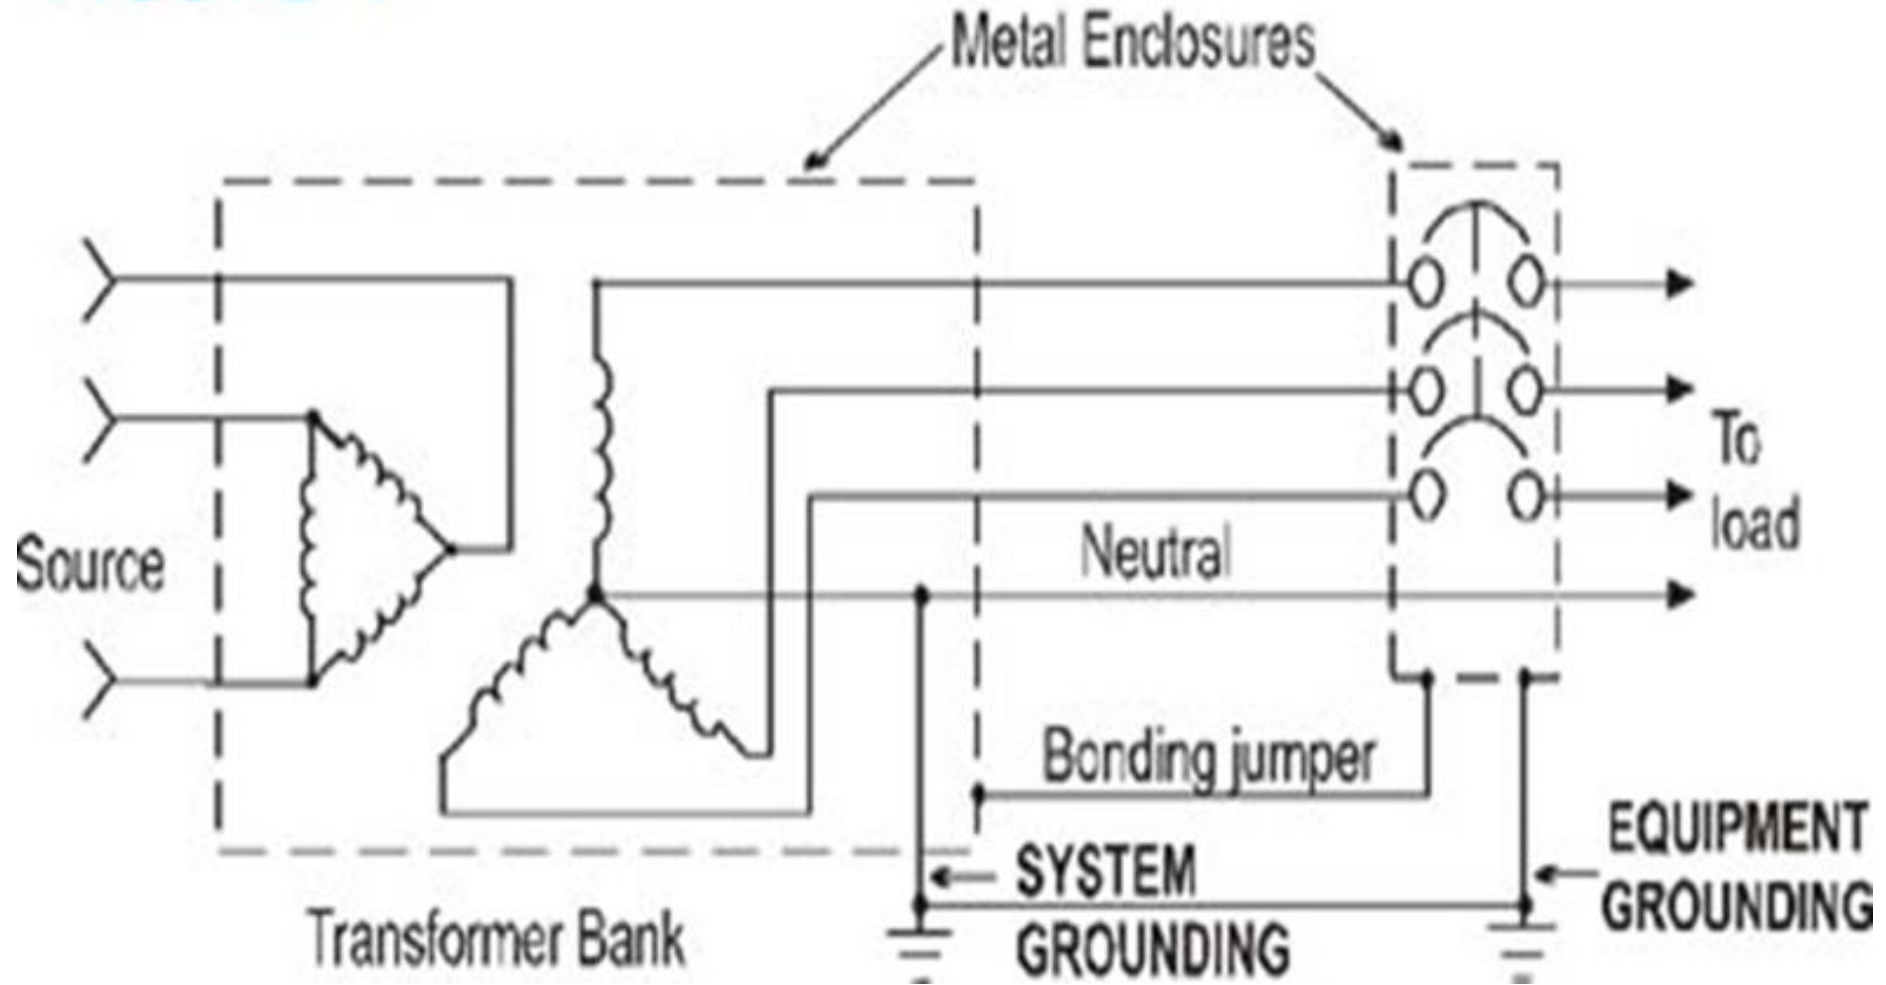 Metal Enclosures
Source
To
load
Neutral
Bonding jumper
EQUIPMENT
GROUNDING
SYSTEM
GROUNDING
Transformer Bank